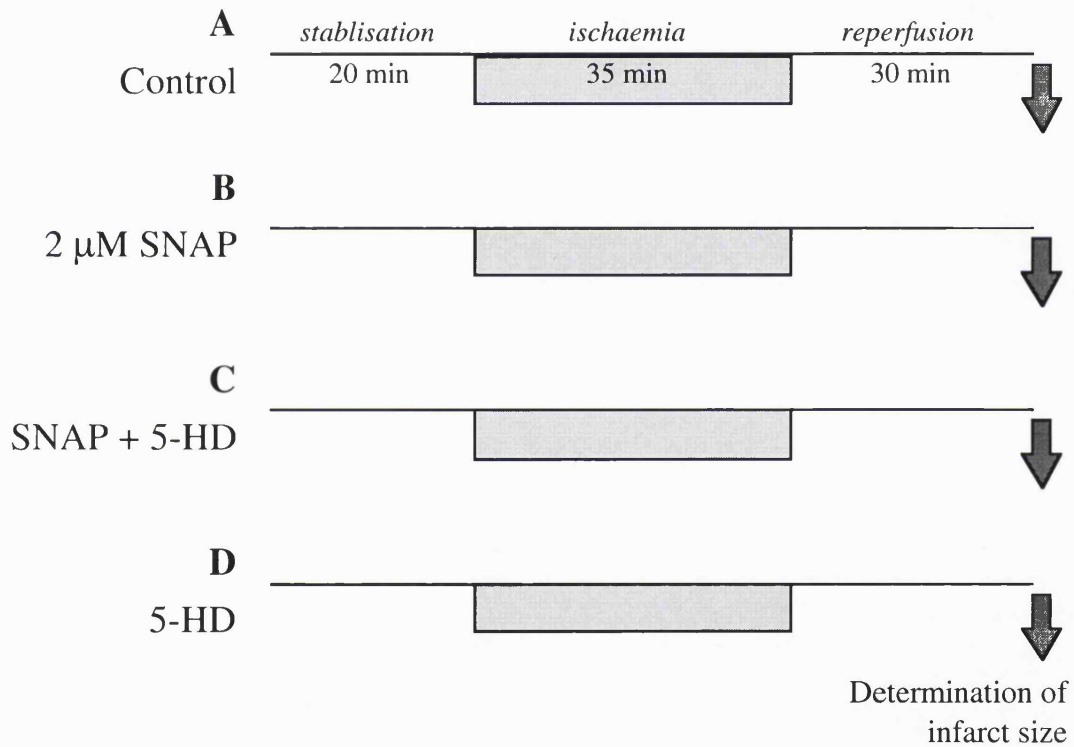 A
stablisation ischaemia reperfusion
Control 20 min 35 min 30 min
B
2 μM SNAP
C
SNAP + 5-HD
D
5-HD
Determination of
infarct size